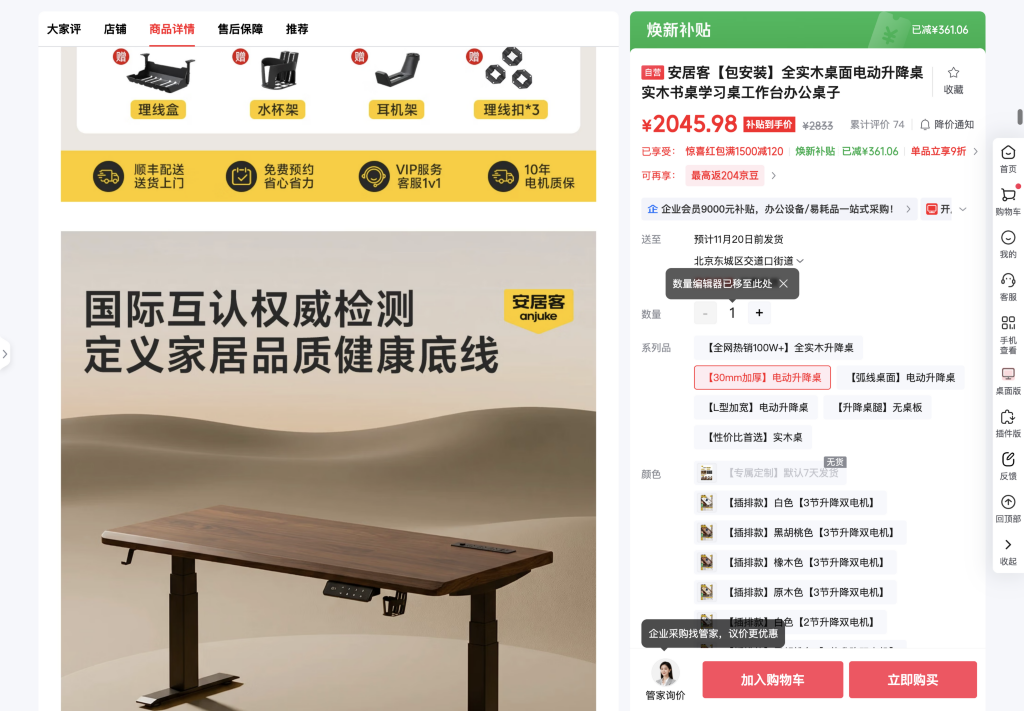 大家评
店铺
商品详情
售后保障
推荐
赠
赠
赠
赠
理线盒
水杯架
耳机架
理线扣*3
顺丰配送
送货上门
免费预约
省心省力
VIP服务
客服1v1
10年
电机质保
国际互认权威检测
定义家居品质健康底线
安居客
anjuke
焕新补贴
已减¥361.06
自营 安居客【包安装】全实木桌面电动升降桌
实木书桌学习桌工作台办公桌子
收藏
¥2045.98 补贴到手价 ¥2833 累计评价 74 降价通知
已享受: 惊喜红包满1500减120 焕新补贴 已减¥361.06 单品立享9折
可再享: 最高返204京豆
企业会员9000元补贴，办公设备/易耗品一站式采购！
开.
送至 预计11月20日前发货
北京东城区交道口街道
数量编辑器已移至此处
数量 - 1 +
系列品 【全网热销100W+】全实木升降桌
【30mm加厚】电动升降桌 【弧线桌面】电动升降桌
【L型加宽】电动升降桌 【升降桌腿】无桌板
【性价比首选】实木桌
无货
颜色 【专属定制】默认7天发货
【插排款】白色【3节升降双电机】
【插排款】黑胡桃色【3节升降双电机】
【插排款】橡木色【3节升降双电机】
【插排款】原木色【3节升降双电机】
【插排款】白色【2节升降双电机】
企业采购找管家，议价更优惠
管家询价
加入购物车
立即购买
首页
购物车
我的
客服
手机
查看
桌面版
插件版
反馈
回顶部
收起